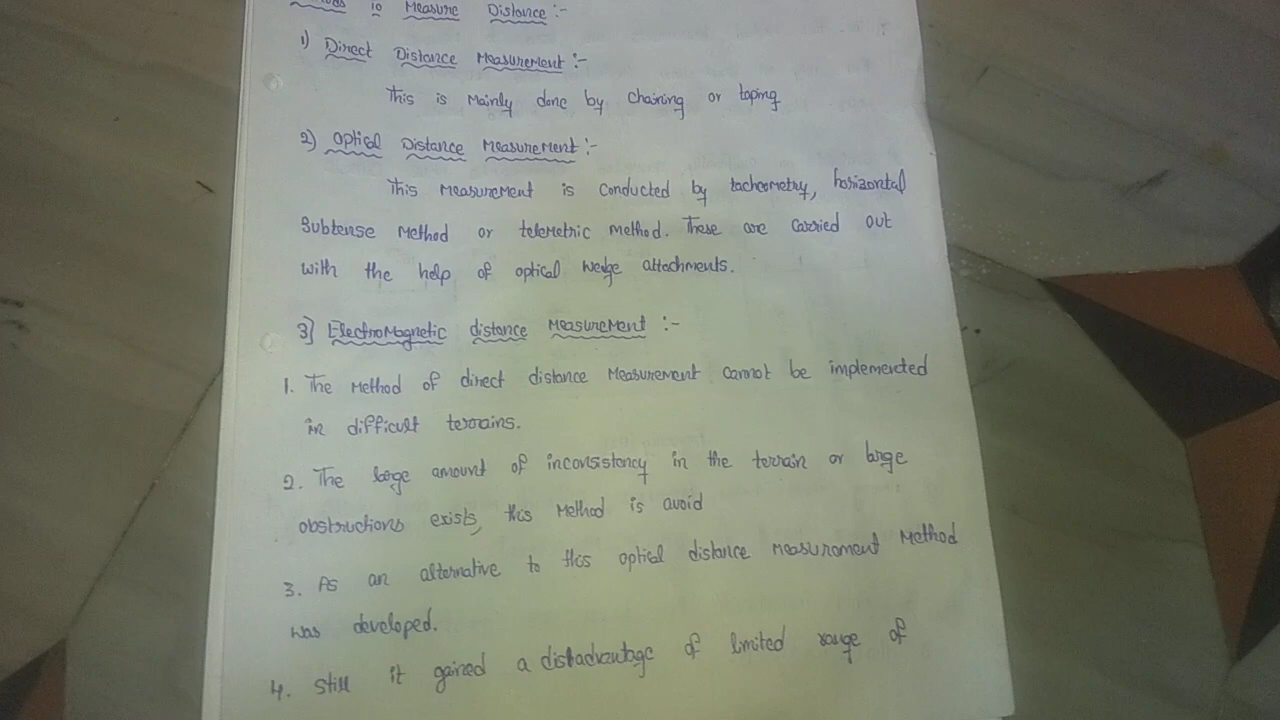 to Measure Distance :-
1) Direct Distance Measurement :-
This is Mainly done by chaining or taping
2) Optical Distance Measurement :-
This Measurement is conducted by tacheometry, horizontal
Subtense Method or telemetric Method. These are carried out
with the help of optical wedge attachments.
3] ElectroMagnetic distance Measurement :-
1. The Method of direct distance Measurement cannot be implemented
in difficult terrains.
2. The large amount of inconsistancy in the terrain or large
obstructions exists, this Method is avoid
3. As an alternative to this optical distance measurement Method
was developed.
4. Still it gained a disadvantage of limited range of